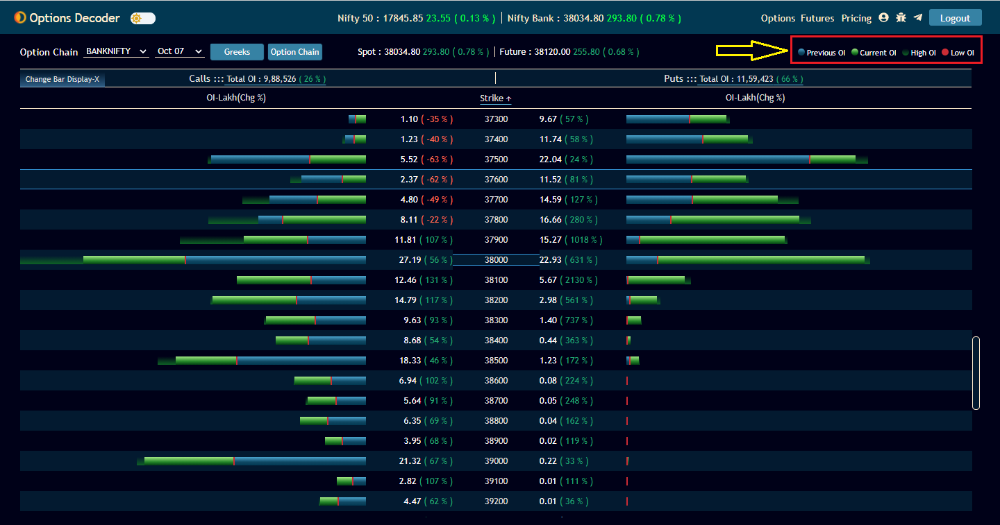 Options Decoder Nifty 50 : 17845.85 23.55 ( 0.13 % ) Nifty Bank : 38034.80 293.80 ( 0.78 % ) Options Futures Pricing Logout
Option Chain BANKNIFTY Oct 07 Greeks Option Chain Spot : 38034.80 293.80 ( 0.78 % ) Future : 38120.00 255.80 ( 0.68 % ) Previous OI Current OI High OI Low OI
Change Bar Display-X Calls ::: Total OI : 9,88,526 ( 26 % ) Puts ::: Total OI : 11,59,423 ( 66 % )
OI-Lakh(Chg %) Strike ↑ OI-Lakh(Chg %)
1.10 ( -35 % ) 37300 9.67 ( 57 % )
1.23 ( -40 % ) 37400 11.74 ( 58 % )
5.52 ( -63 % ) 37500 22.04 ( 24 % )
2.37 ( -62 % ) 37600 11.52 ( 81 % )
4.80 ( -49 % ) 37700 14.59 ( 127 % )
8.11 ( -22 % ) 37800 16.66 ( 280 % )
11.81 ( 107 % ) 37900 15.27 ( 1018 % )
27.19 ( 56 % ) 38000 22.93 ( 631 % )
12.46 ( 131 % ) 38100 5.67 ( 2130 % )
14.79 ( 117 % ) 38200 2.98 ( 561 % )
9.63 ( 93 % ) 38300 1.40 ( 737 % )
8.68 ( 54 % ) 38400 0.44 ( 363 % )
18.33 ( 46 % ) 38500 1.23 ( 172 % )
6.94 ( 102 % ) 38600 0.08 ( 224 % )
5.64 ( 91 % ) 38700 0.05 ( 248 % )
6.35 ( 69 % ) 38800 0.04 ( 162 % )
3.95 ( 68 % ) 38900 0.02 ( 119 % )
21.32 ( 67 % ) 39000 0.22 ( 33 % )
2.82 ( 107 % ) 39100 0.01 ( 111 % )
4.47 ( 62 % ) 39200 0.01 ( 36 % )